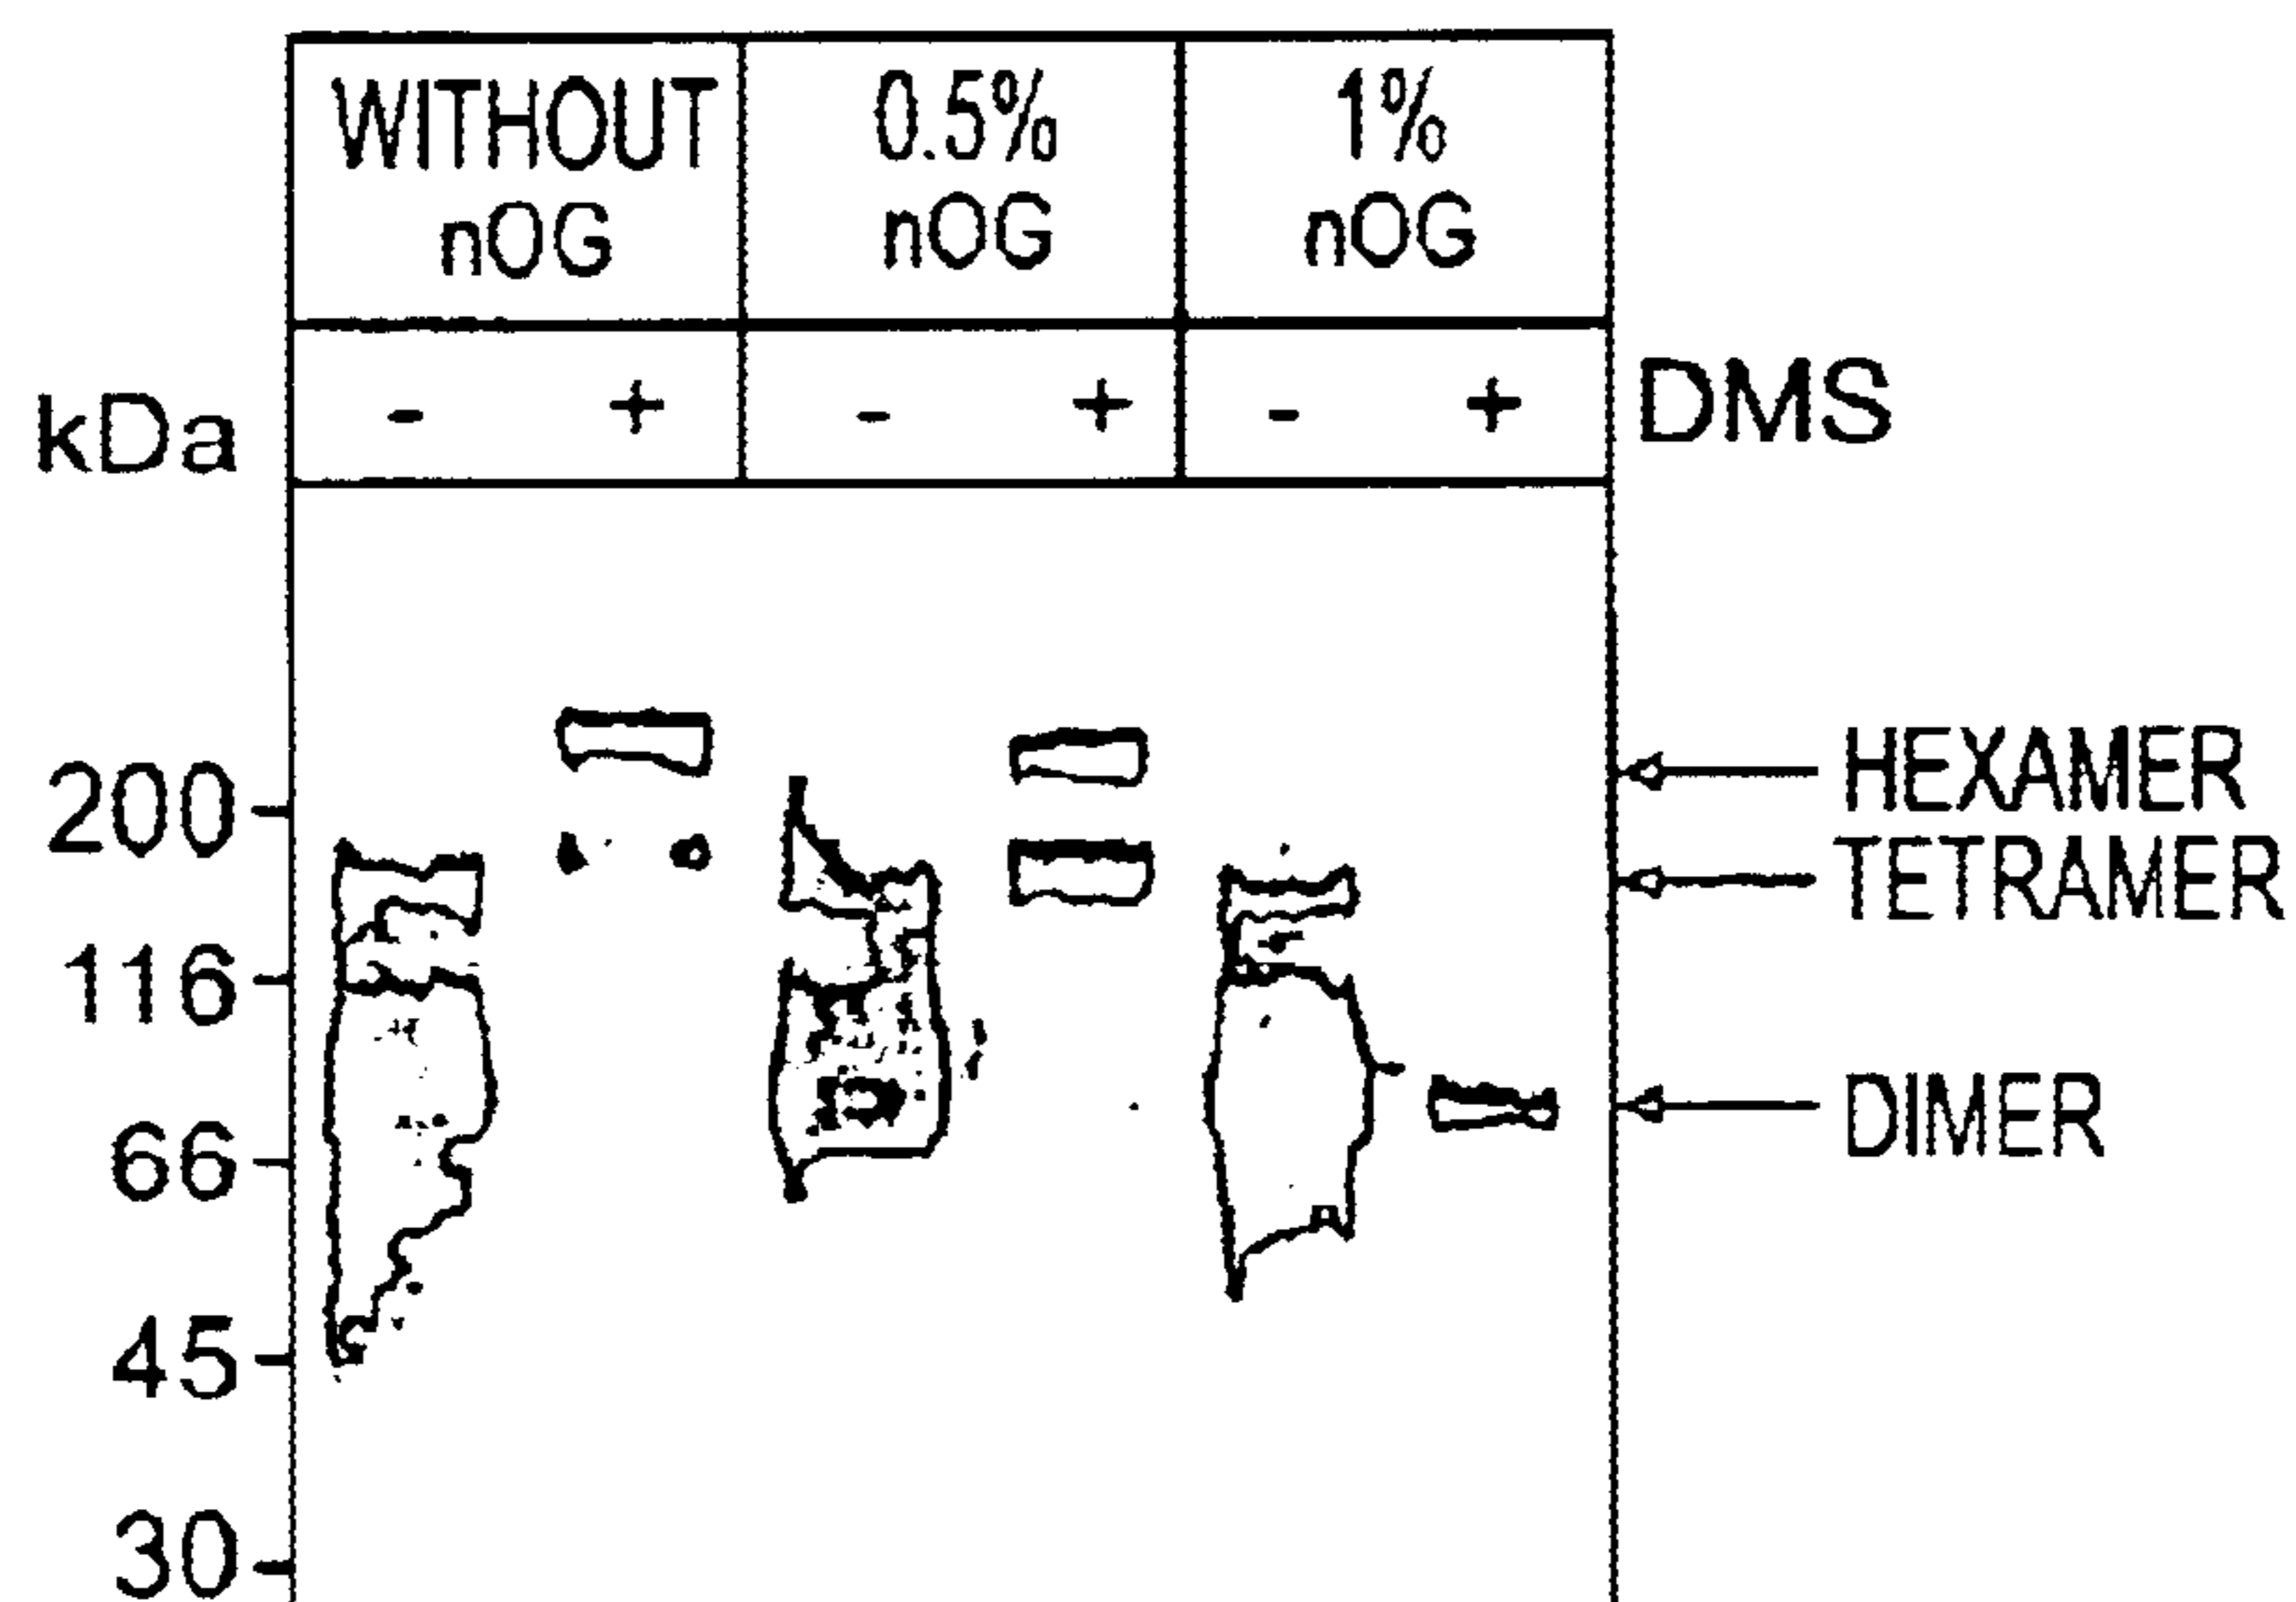 WITHOUT nOG
0.5% nOG
1% nOG
kDa
- + - + - + DMS
200
116
66
45
30
HEXAMER
TETRAMER
DIMER